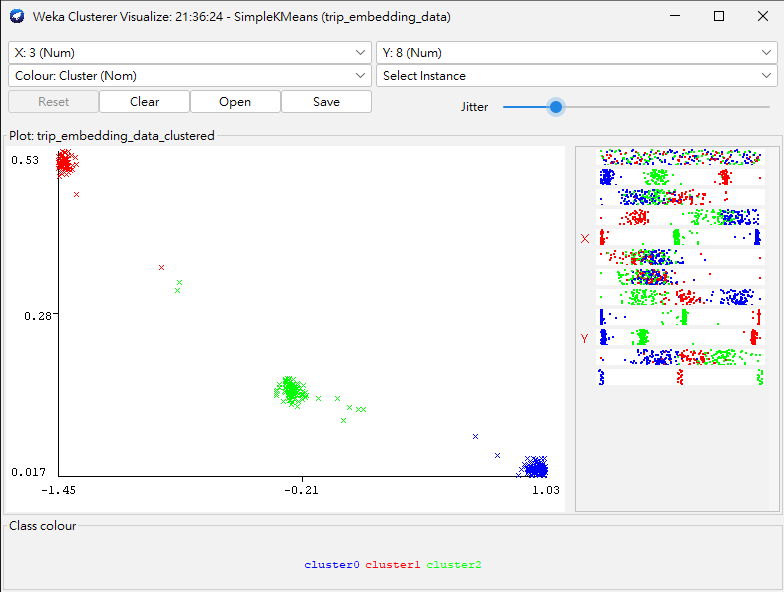 Weka Clusterer Visualize: 21:36:24 - SimpleKMeans (trip_embedding_data)
X: 3 (Num) Y: 8 (Num)
Colour: Cluster (Nom) Select Instance
Reset Clear Open Save Jitter
Plot: trip_embedding_data_clustered
0.53
X
0.28
Y
0.017
-1.45 -0.21 1.03
Class colour
cluster0 cluster1 cluster2